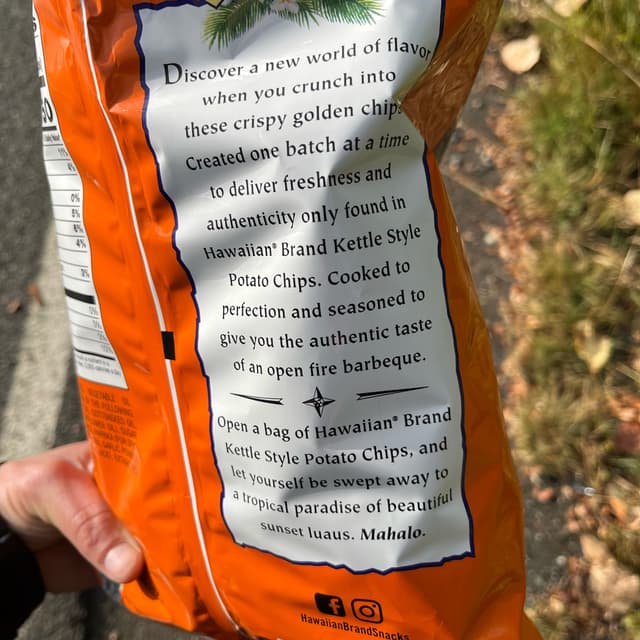 Discover a new world of flavor
when you crunch into
these crispy golden chips
Created one batch at a time
to deliver freshness and
authenticity only found in
Hawaiian® Brand Kettle Style
Potato Chips. Cooked to
perfection and seasoned to
give you the authentic taste
of an open fire barbeque.
Open a bag of Hawaiian® Brand
Kettle Style Potato Chips, and
let yourself be swept away to
a tropical paradise of beautiful
sunset luaus. Mahalo.
HawaiianBrandSnacks